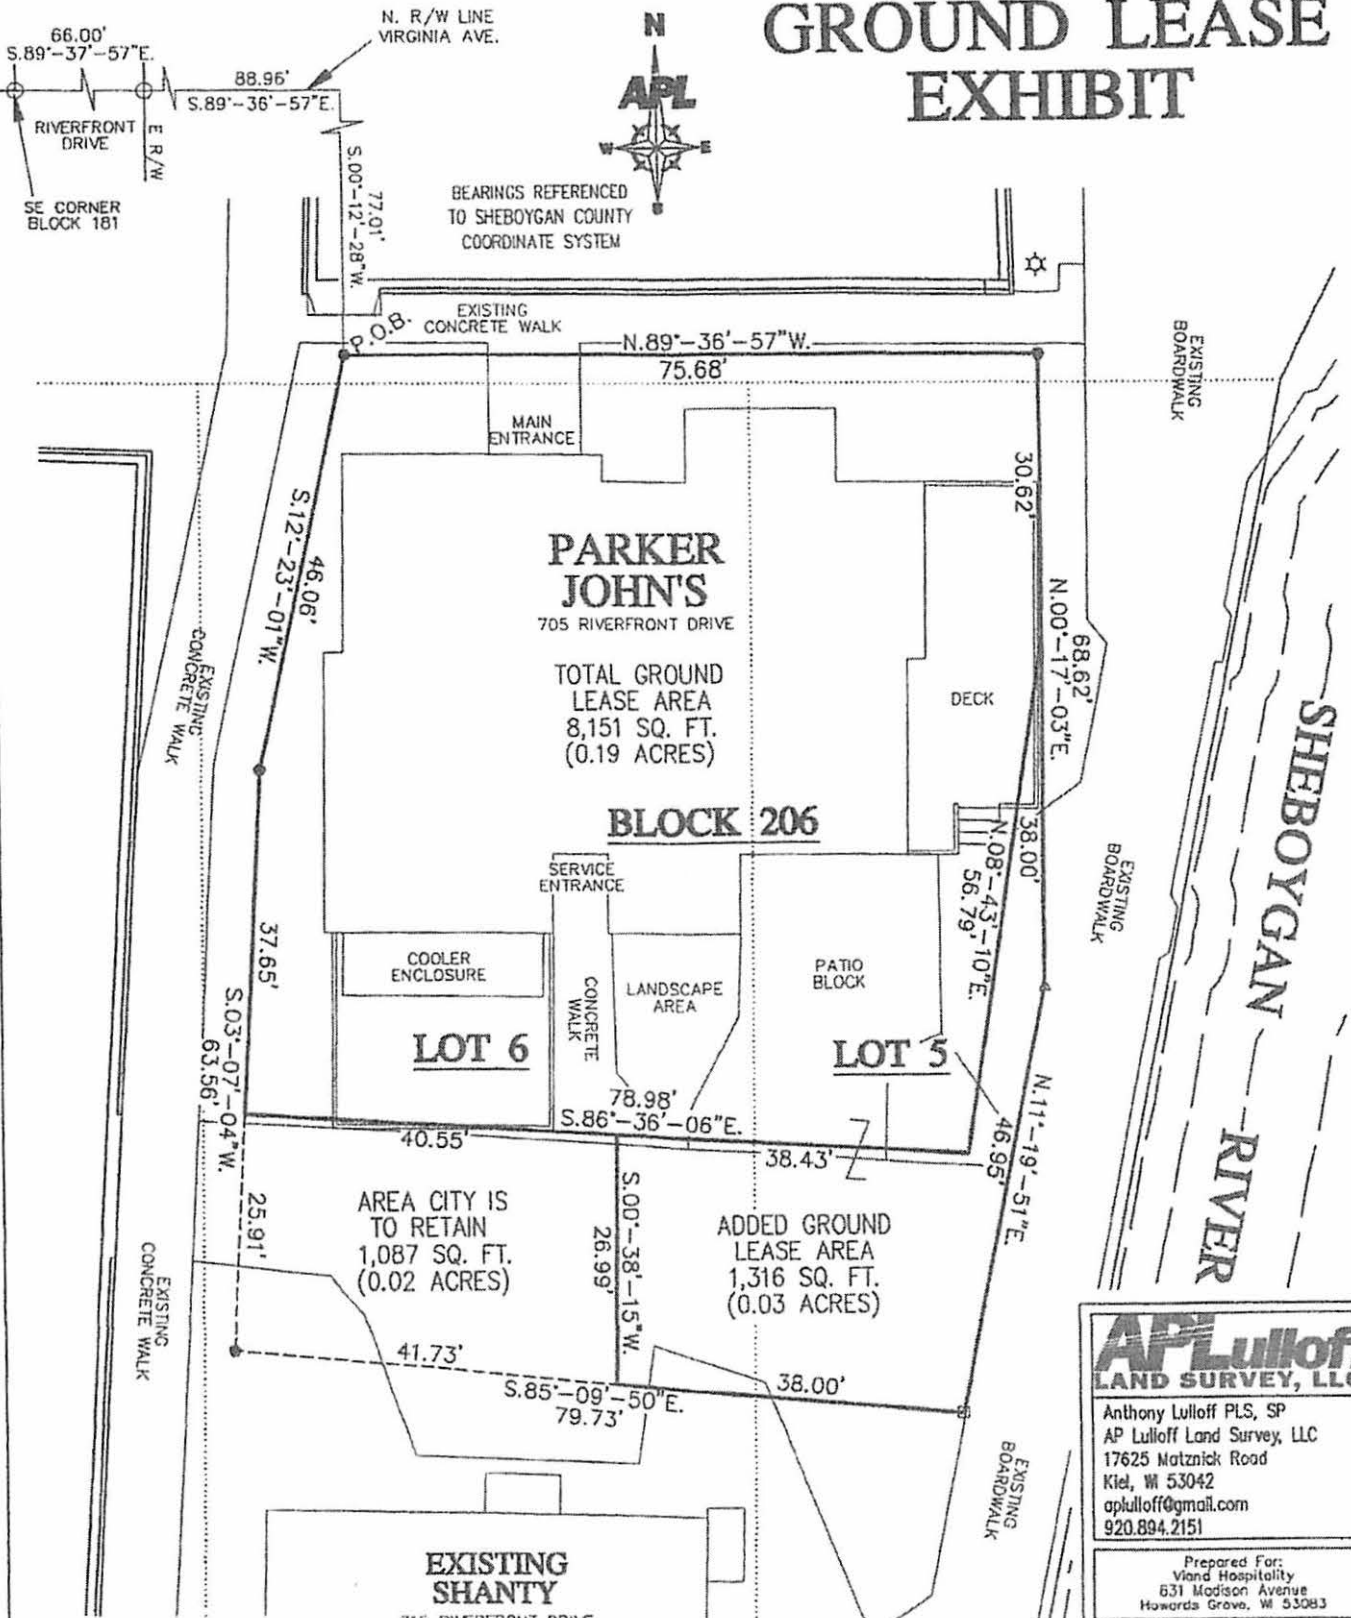 GROUND LEASE
EXHIBIT
66.00'
S.89°-37'-57"E.
N. R/W LINE
VIRGINIA AVE.
88.96'
S.89°-36'-57"E.
RIVERFRONT
DRIVE
E R/W
SE CORNER
BLOCK 181
77.01'
S.00°-12'-28"W.
N
APL
W
E
S
BEARINGS REFERENCED
TO SHEBOYGAN COUNTY
COORDINATE SYSTEM
P.O.B.
EXISTING
CONCRETE WALK
N.89°-36'-57"W.
75.68'
EXISTING
BOARDWALK
MAIN
ENTRANCE
30.62'
46.06'
S.12°-23'-01"W.
PARKER
JOHN'S
705 RIVERFRONT DRIVE
TOTAL GROUND
LEASE AREA
8,151 SQ. FT.
(0.19 ACRES)
DECK
68.62'
N.00°-17'-03"E.
EXISTING
CONCRETE WALK
SHEBOYGAN RIVER
BLOCK 206
38.00'
N.08°-43'-10"E.
56.79'
EXISTING
BOARDWALK
SERVICE
ENTRANCE
37.65'
COOLER
ENCLOSURE
CONCRETE
WALK
LANDSCAPE
AREA
PATIO
BLOCK
LOT 6
LOT 5
S.03°-07'-04"W.
63.56'
78.98'
S.86°-36'-06"E.
40.55'
38.43'
46.95'
N.11°-19'-51"E.
25.91'
AREA CITY IS
TO RETAIN
1,087 SQ. FT.
(0.02 ACRES)
S.00°-38'-15"W.
26.99'
ADDED GROUND
LEASE AREA
1,316 SQ. FT.
(0.03 ACRES)
EXISTING
CONCRETE WALK
41.73'
S.85°-09'-50"E.
79.73'
38.00'
EXISTING
BOARDWALK
EXISTING
SHANTY
APLulloff
LAND SURVEY, LLC
Anthony Lulloff PLS, SP
AP Lulloff Land Survey, LLC
17625 Matznick Road
Kiel, WI 53042
aplulloff@gmail.com
920.894.2151
Prepared For:
Viand Hospitality
631 Madison Avenue
Howards Grove, WI 53083